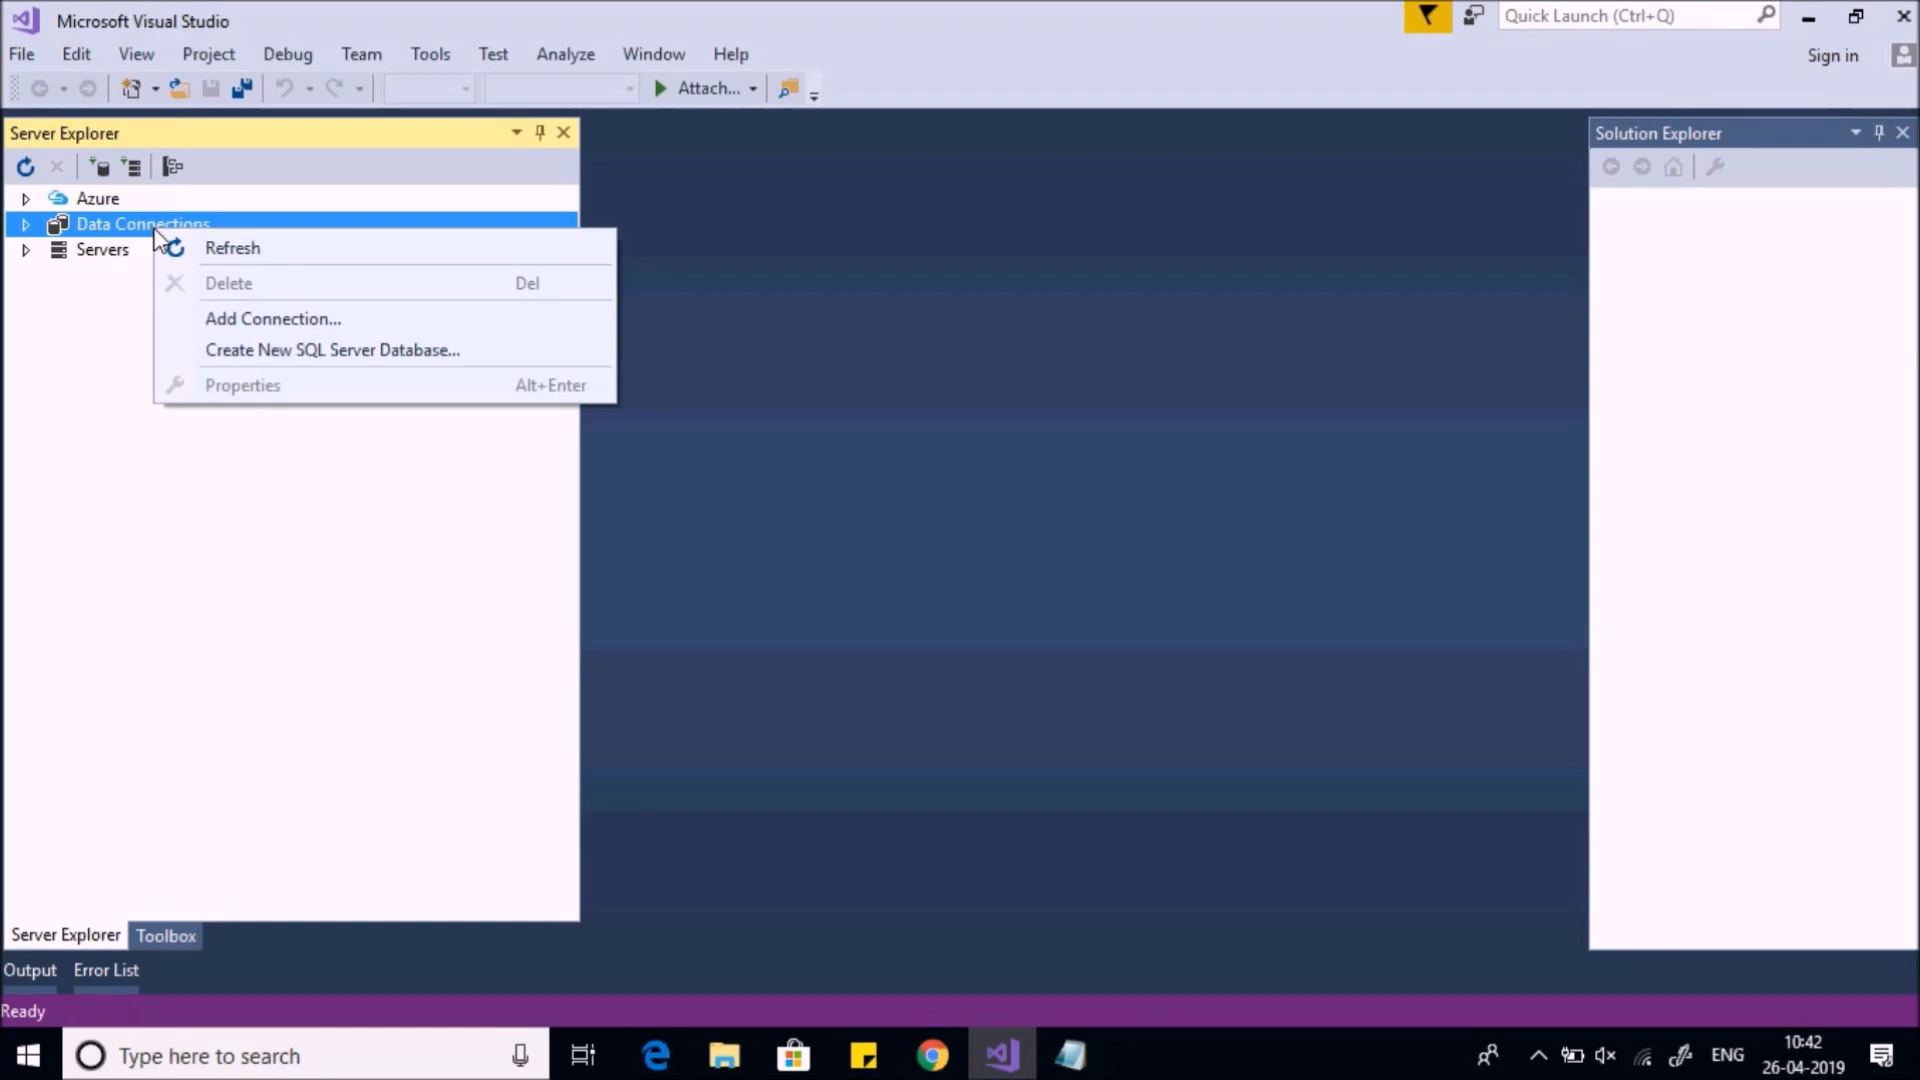 Microsoft Visual Studio
Quick Launch (Ctrl+Q)
File Edit View Project Debug Team Tools Test Analyze Window Help
Sign in
Attach...
Server Explorer
Solution Explorer
Azure
Data Connections
Servers
Refresh
Delete Del
Add Connection...
Create New SQL Server Database...
Properties Alt+Enter
Server Explorer Toolbox
Output Error List
Ready
Type here to search
ENG
10:42
26-04-2019